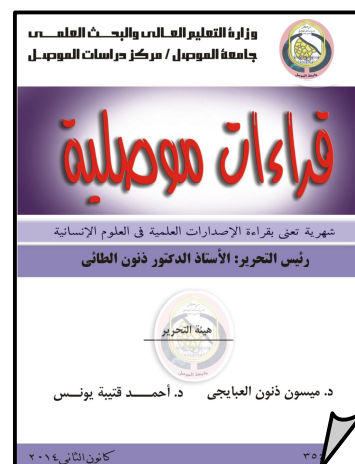 وزارة التعليم العالي والبحث العلمي
جامعة الموصل / مركز دراسات الموصل
قراءات موصلية
شهرية تعنى بقراءة الإصدارات العلمية في العلوم الإنسانية
رئيس التحرير: الأستاذ الدكتور ذنون الطائي
هيئة التحرير
د. ميسون ذنون العبايجي د. أحمد قتيبة يونس
كانون الثاني ٢٠١٤